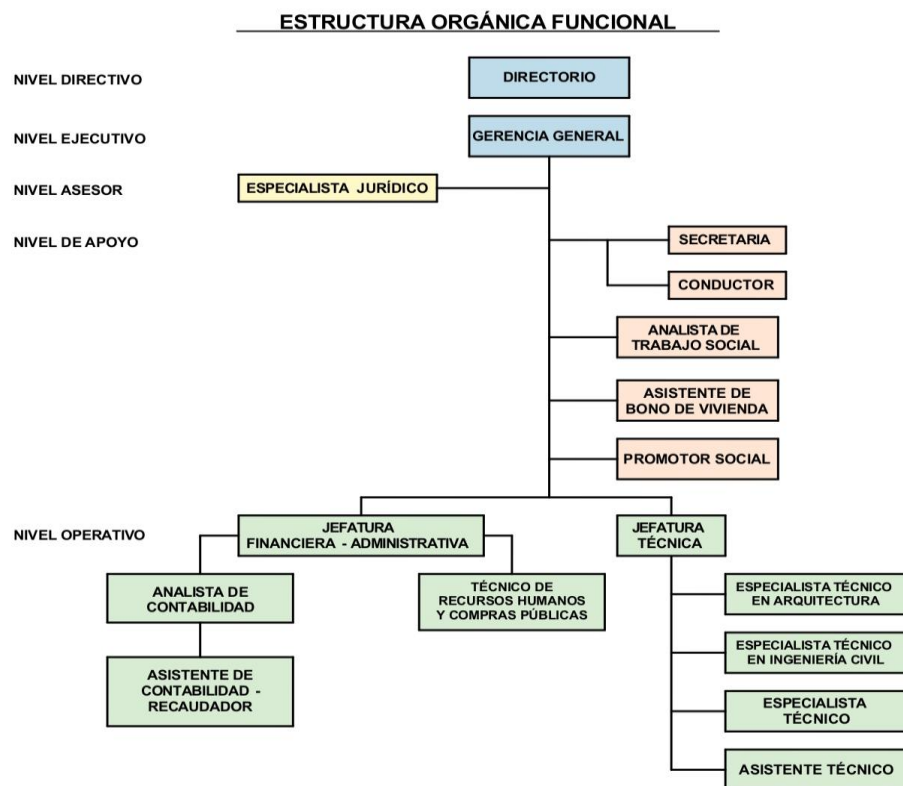 ESTRUCTURA ORGÁNICA FUNCIONAL
NIVEL DIRECTIVO
DIRECTORIO
NIVEL EJECUTIVO
GERENCIA GENERAL
NIVEL ASESOR
ESPECIALISTA JURÍDICO
NIVEL DE APOYO
SECRETARIA
CONDUCTOR
ANALISTA DE
TRABAJO SOCIAL
ASISTENTE DE
BONO DE VIVIENDA
PROMOTOR SOCIAL
NIVEL OPERATIVO
JEFATURA
FINANCIERA - ADMINISTRATIVA
JEFATURA
TÉCNICA
ANALISTA DE
CONTABILIDAD
TÉCNICO DE
RECURSOS HUMANOS
Y COMPRAS PÚBLICAS
ASISTENTE DE
CONTABILIDAD -
RECAUDADOR
ESPECIALISTA TÉCNICO
EN ARQUITECTURA
ESPECIALISTA TÉCNICO
EN INGENIERÍA CIVIL
ESPECIALISTA
TÉCNICO
ASISTENTE TÉCNICO